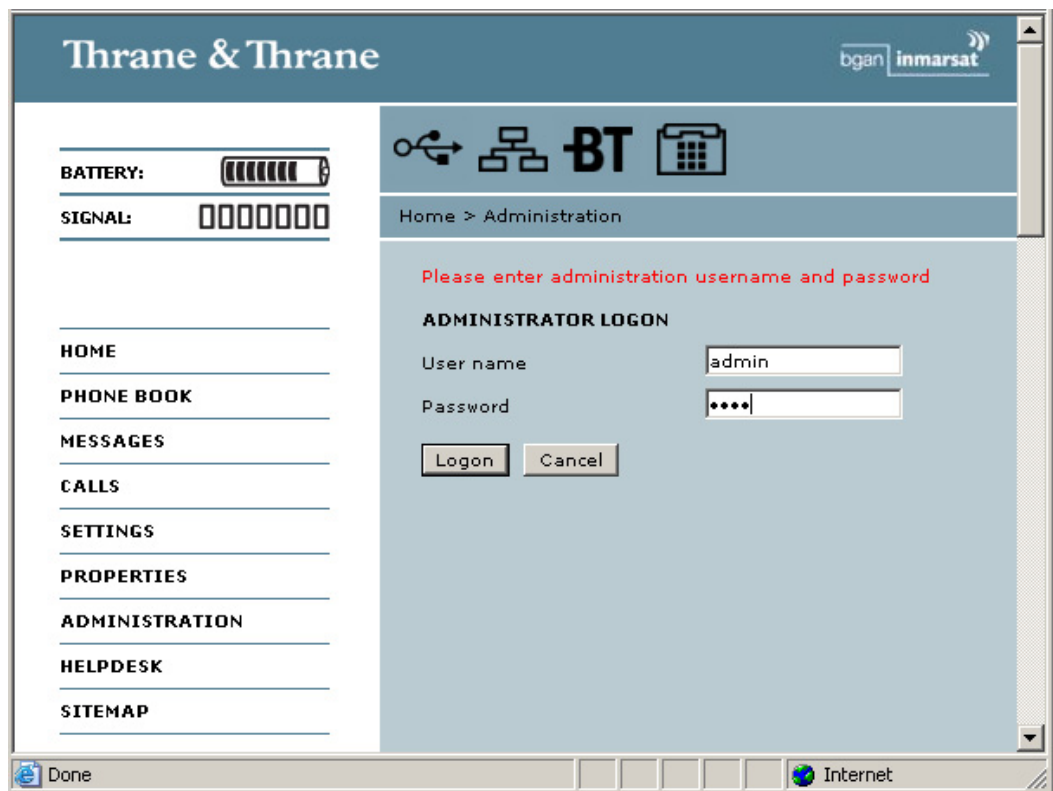 Thrane & Thrane
bgan inmarsat
BATTERY:
SIGNAL:
BT
Home > Administration
Please enter administration username and password
ADMINISTRATOR LOGON
User name admin
Password ••••
Logon Cancel
HOME
PHONE BOOK
MESSAGES
CALLS
SETTINGS
PROPERTIES
ADMINISTRATION
HELPDESK
SITEMAP
Done Internet